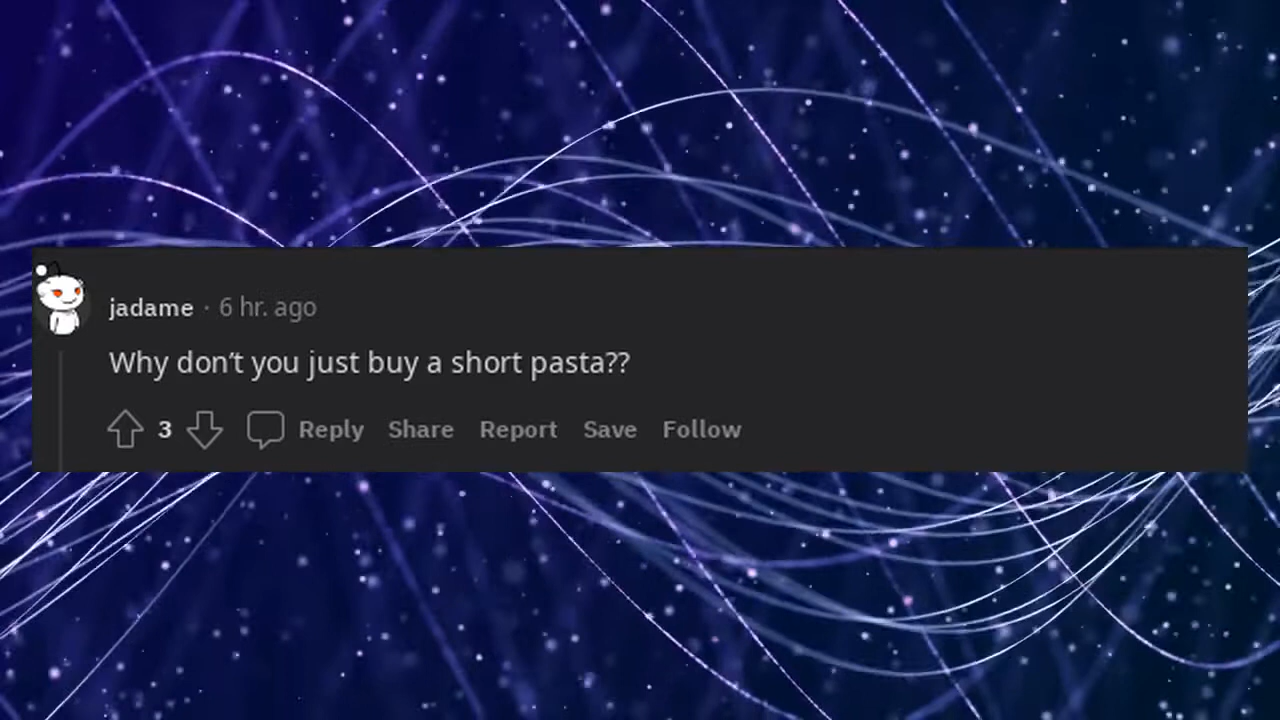 jadame · 6 hr. ago
Why don’t you just buy a short pasta??
3 Reply Share Report Save Follow